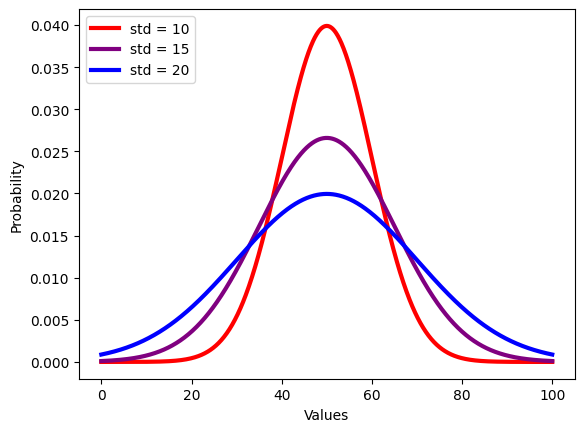 std = 10
std = 15
std = 20
0.040
0.035
0.030
0.025
0.020
0.015
0.010
0.005
0.000
Probability
0 20 40 60 80 100
Values